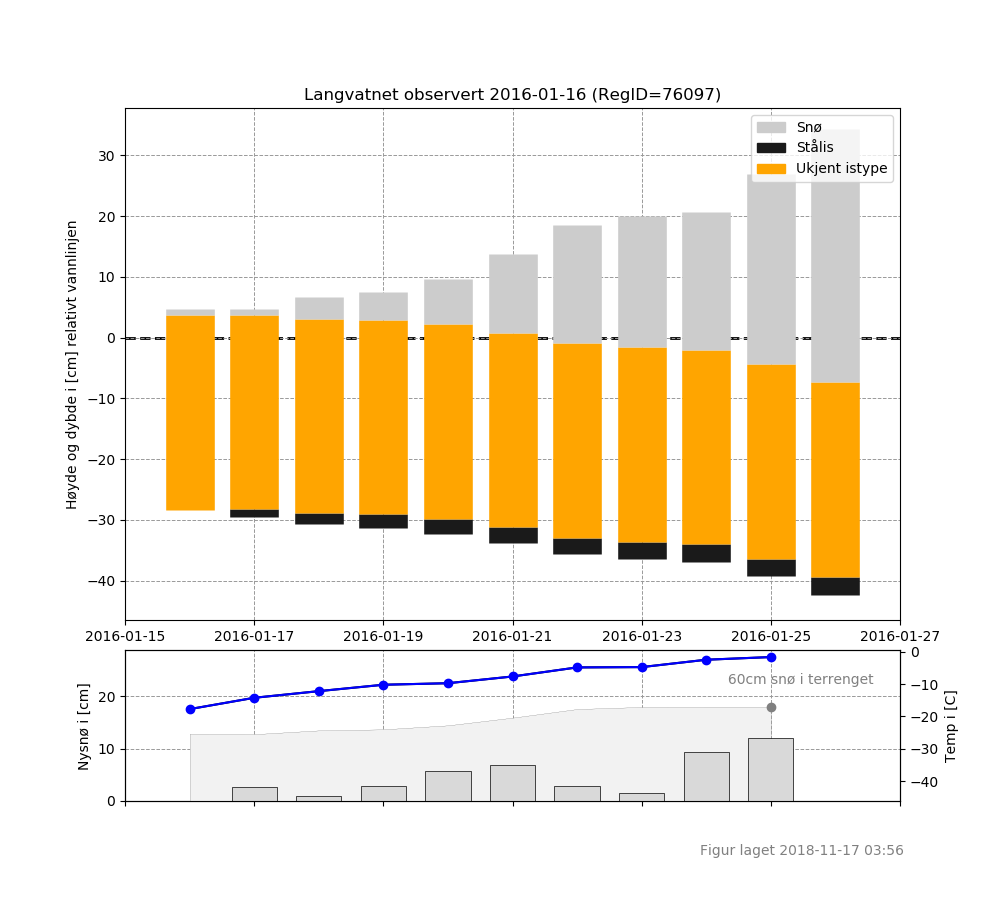 Langvatnet observert 2016-01-16 (RegID=76097)
Snø
Stålis
Ukjent istype
Høyde og dybde i [cm] relativt vannlinjen
30
20
10
0
−10
−20
−30
−40
2016-01-15 2016-01-17 2016-01-19 2016-01-21 2016-01-23 2016-01-25 2016-01-27
Nysnø i [cm]
20
10
0
60cm snø i terrenget
0
−10
−20
−30
−40
Temp i [C]
Figur laget 2018-11-17 03:56